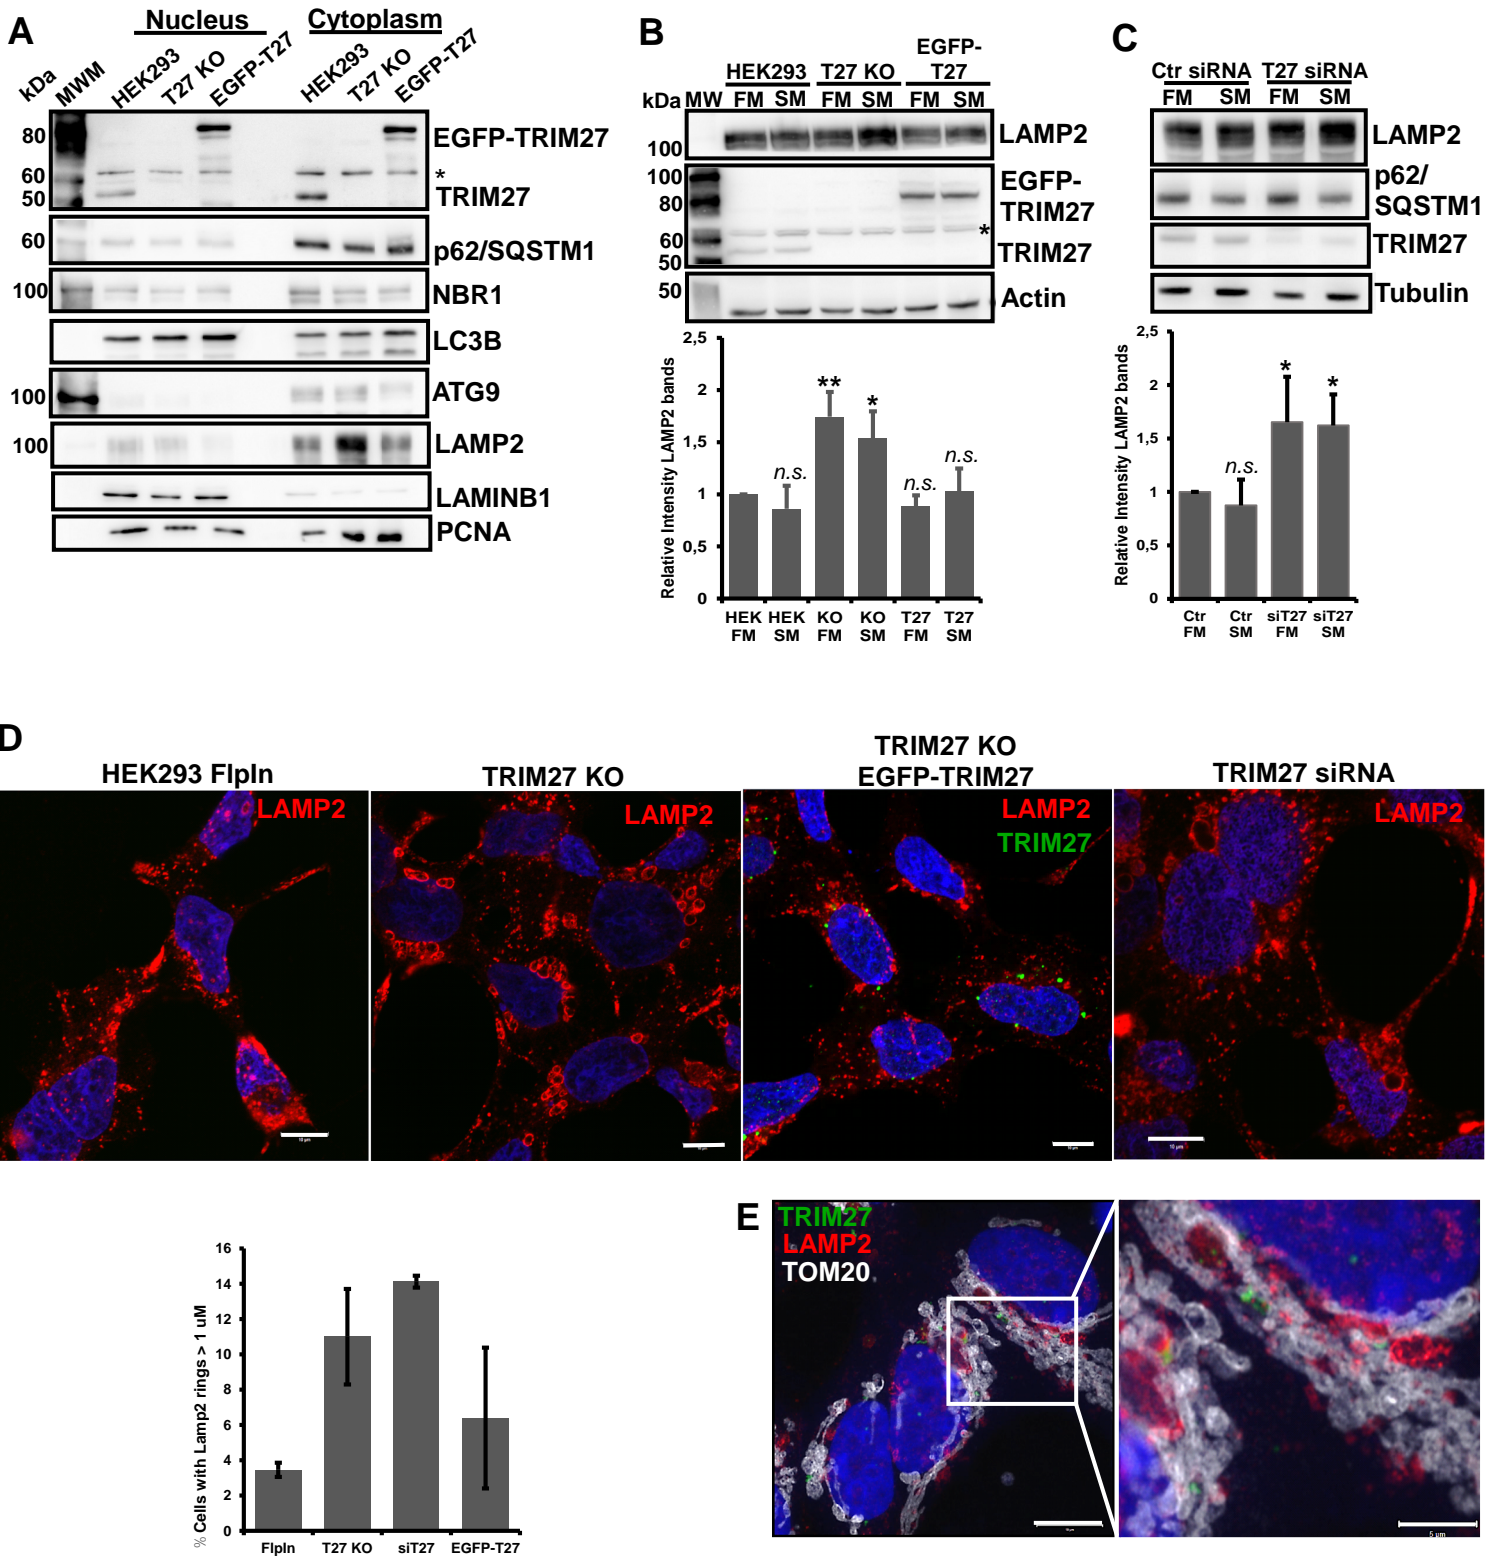 A
Nucleus Cytoplasm
kDa MWM HEK293 T27 KO EGFP-T27 HEK293 T27 KO EGFP-T27
80 EGFP-TRIM27
60 *
50 TRIM27
60 p62/SQSTM1
100 NBR1
LC3B
100 ATG9
100 LAMP2
LAMINB1
PCNA
B
EGFP-
HEK293 T27 KO T27
kDa MW FM SM FM SM FM SM
100 LAMP2
100 EGFP-
80 TRIM27
60 *
50 TRIM27
50 Actin
Relative Intensity LAMP2 bands
2,5
2
1,5
1
0,5
0
n.s. ** * n.s. n.s.
HEK HEK KO KO T27 T27
FM SM FM SM FM SM
C
Ctr siRNA T27 siRNA
FM SM FM SM
LAMP2
p62/
SQSTM1
TRIM27
Tubulin
Relative Intensity LAMP2 bands
2,5
2
1,5
1
0,5
0
n.s. * *
Ctr Ctr siT27 siT27
FM SM FM SM
D
HEK293 FlpIn
LAMP2
10 µm
TRIM27 KO
LAMP2
TRIM27 KO
EGFP-TRIM27
LAMP2
TRIM27
TRIM27 siRNA
LAMP2
10 µm
% Cells with Lamp2 rings > 1 uM
16
14
12
10
8
6
4
2
0
FlpIn T27 KO siT27 EGFP-T27
E
TRIM27
LAMP2
TOM20
5 µm